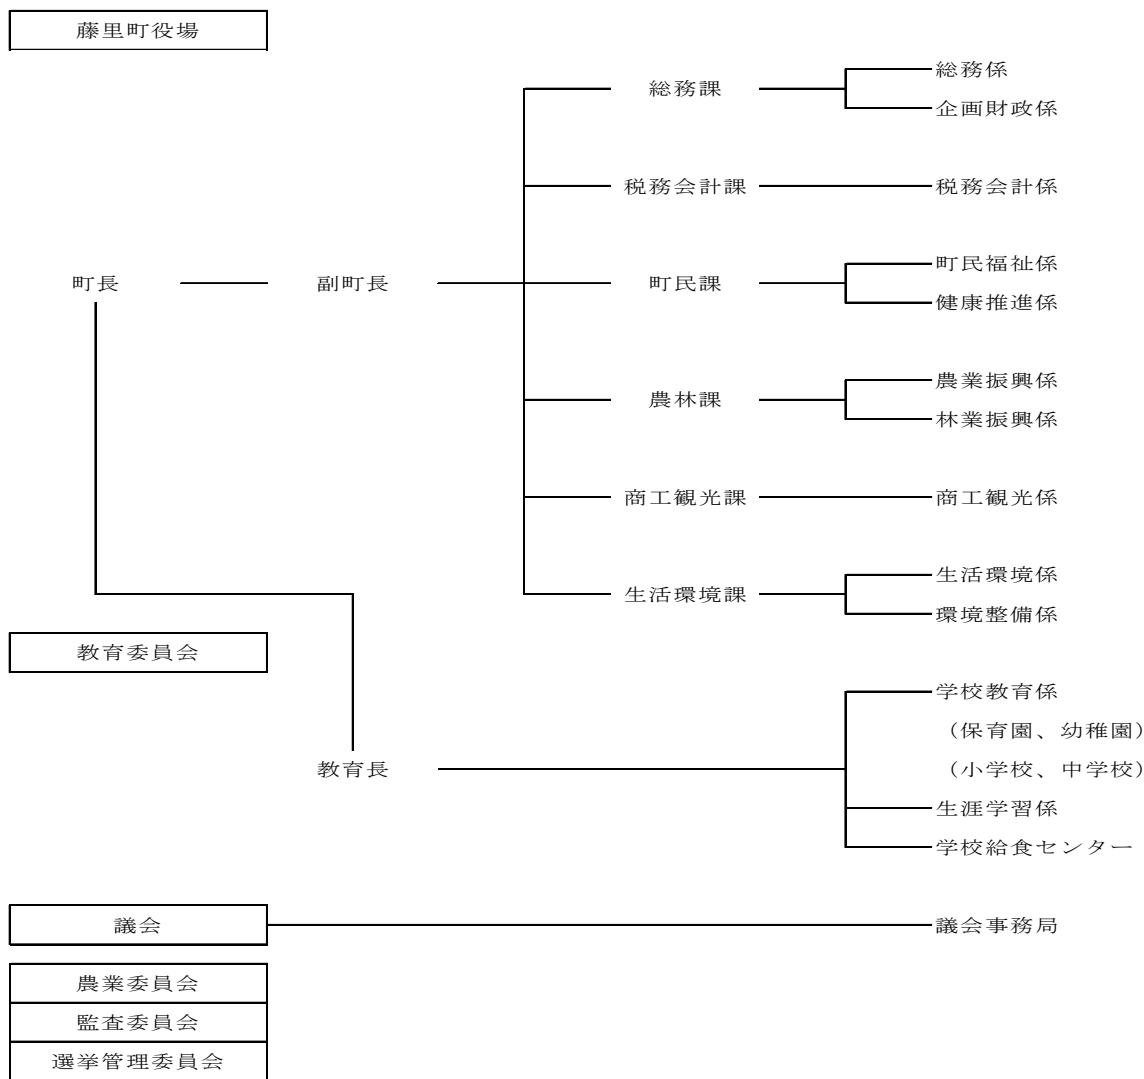 藤里町役場
総務係
総務課
企画財政係
税務会計課
税務会計係
町民福祉係
町長
副町長
町民課
健康推進係
農業振興係
農林課
林業振興係
商工観光課
商工観光係
生活環境係
生活環境課
環境整備係
教育委員会
学校教育係
（保育園、幼稚園）
教育長
（小学校、中学校）
生涯学習係
学校給食センター
議会
議会事務局
農業委員会
監査委員会
選挙管理委員会